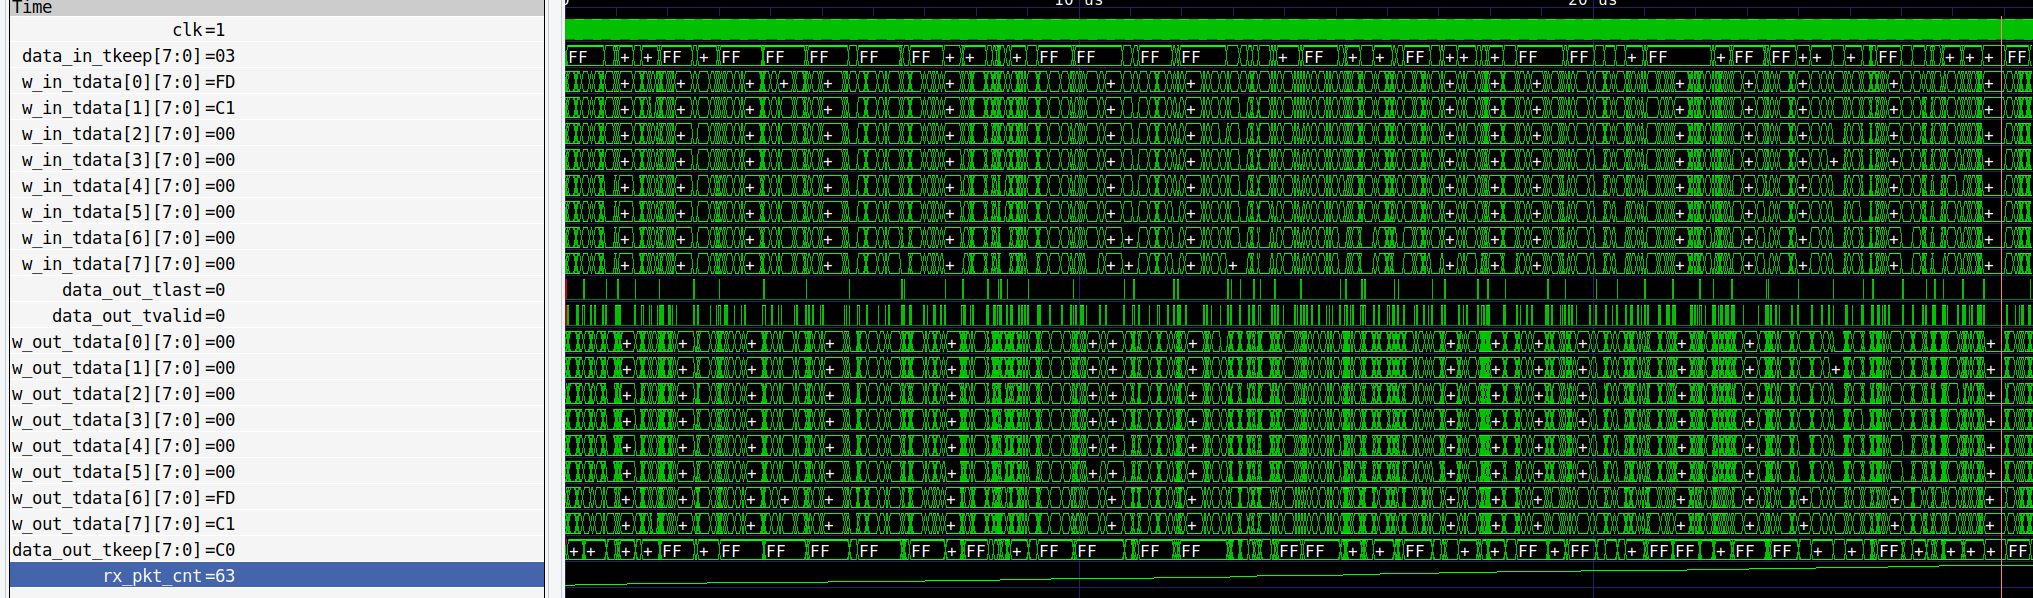 Time
10 us 20 us
clk=1
data_in_tkeep[7:0]=03 FF + + FF + FF FF FF FF FF + + + FF FF FF FF + FF + + FF + + + FF FF + FF + FF FF + + + FF + + + FF
w_in_tdata[0][7:0]=FD + + + + + + + + + + + + + + + +
w_in_tdata[1][7:0]=C1 + + + + + + + + + + + + + + +
w_in_tdata[2][7:0]=00 + + + + + + + + + + + + + + +
w_in_tdata[3][7:0]=00 + + + + + + + + + + + + + + + +
w_in_tdata[4][7:0]=00 + + + + + + + + + + + + + + +
w_in_tdata[5][7:0]=00 + + + + + + + + + + + + + + +
w_in_tdata[6][7:0]=00 + + + + + + + + + + + + + + + +
w_in_tdata[7][7:0]=00 + + + + + + + + + + + + + + + + +
data_out_tlast=0
data_out_tvalid=0
w_out_tdata[0][7:0]=00 + + + + + + + + + + + + + + +
w_out_tdata[1][7:0]=00 + + + + + + + + + + + + + + + +
w_out_tdata[2][7:0]=00 + + + + + + + + + + + + + + +
w_out_tdata[3][7:0]=00 + + + + + + + + + + + + + + +
w_out_tdata[4][7:0]=00 + + + + + + + + + + + + + + +
w_out_tdata[5][7:0]=00 + + + + + + + + + + + + + + +
w_out_tdata[6][7:0]=FD + + + + + + + + + + + + + + + +
w_out_tdata[7][7:0]=C1 + + + + + + + + + + + + + + +
data_out_tkeep[7:0]=C0 + + + + FF + FF FF FF FF FF + FF + FF FF FF FF FF FF + + FF + + FF + FF + FF FF + FF FF + + FF + + + + FF
rx_pkt_cnt=63